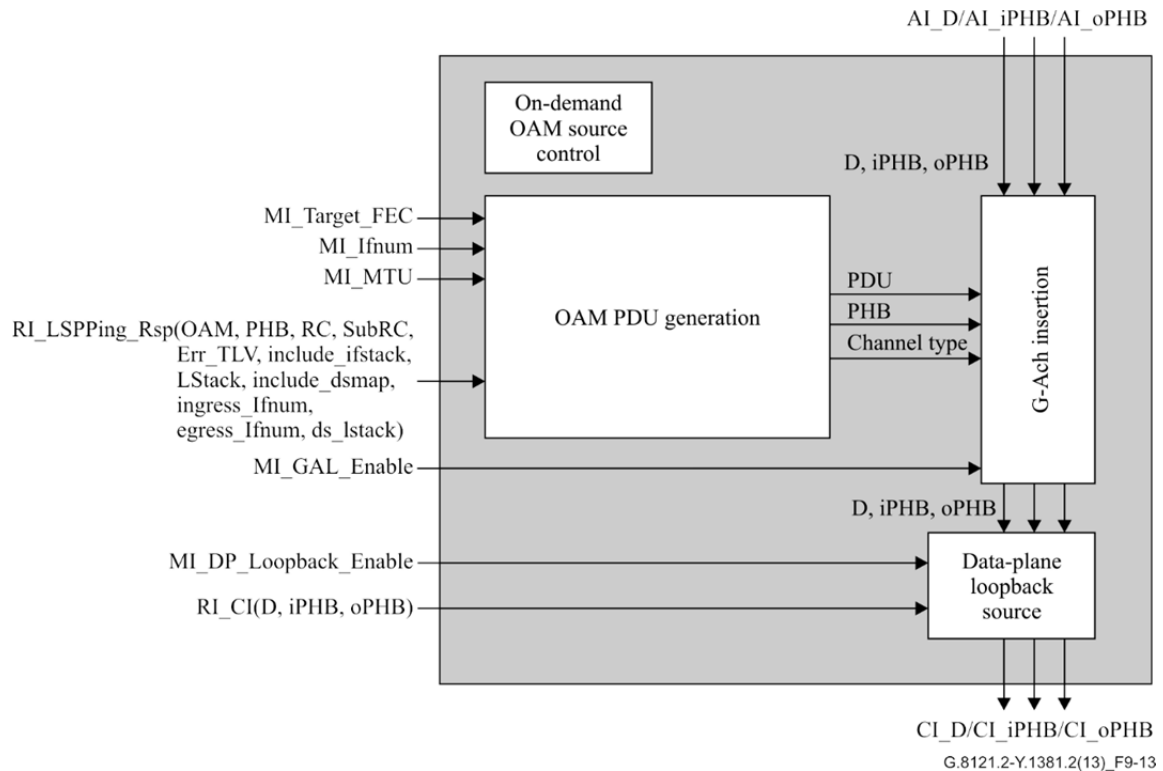 AI_D/AI_iPHB/AI_oPHB
On-demand
OAM source
control
D, iPHB, oPHB
MI_Target_FEC
MI_Ifnum
MI_MTU
OAM PDU generation
PDU
PHB
Channel type
G-Ach insertion
RI_LSPPing_Rsp(OAM, PHB, RC, SubRC,
Err_TLV, include_ifstack,
LStack, include_dsmap,
ingress_Ifnum,
egress_Ifnum, ds_lstack)
MI_GAL_Enable
D, iPHB, oPHB
MI_DP_Loopback_Enable
RI_CI(D, iPHB, oPHB)
Data-plane
loopback
source
CI_D/CI_iPHB/CI_oPHB
G.8121.2-Y.1381.2(13)_F9-13